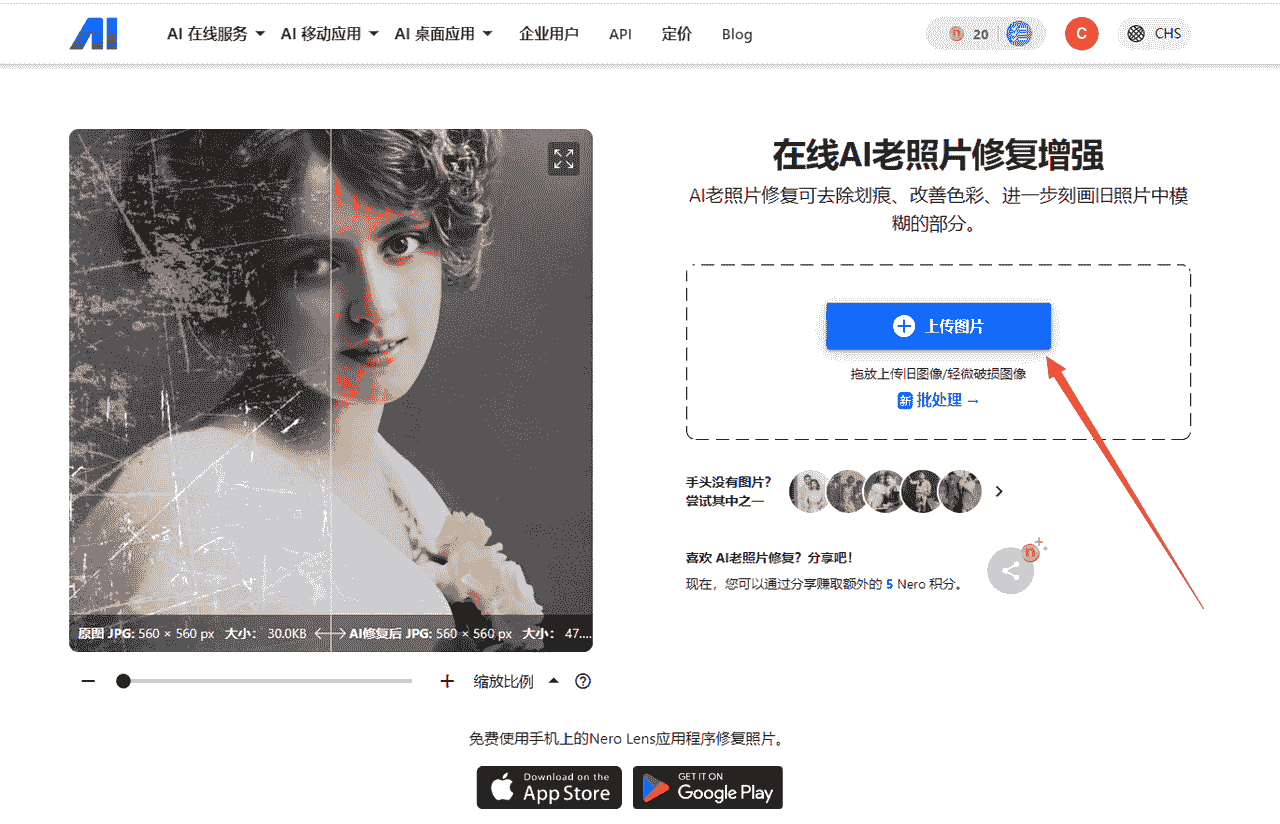 AI
AI 在线服务 AI 移动应用 AI 桌面应用 企业用户 API 定价 Blog
n 20 C CHS
在线AI老照片修复增强
AI老照片修复可去除划痕、改善色彩、进一步刻画旧照片中模
糊的部分。
上传图片
拖放上传旧图像/轻微破损图像
新 批处理 →
手头没有图片?
尝试其中之一
喜欢 AI老照片修复？分享吧!
n
现在，您可以通过分享赚取额外的 5 Nero 积分。
原图 JPG: 560 × 560 px 大小： 30.0KB AI修复后 JPG: 560 × 560 px 大小： 47....
缩放比例
免费使用手机上的Nero Lens应用程序修复照片。
Download on the
App Store
GET IT ON
Google Play